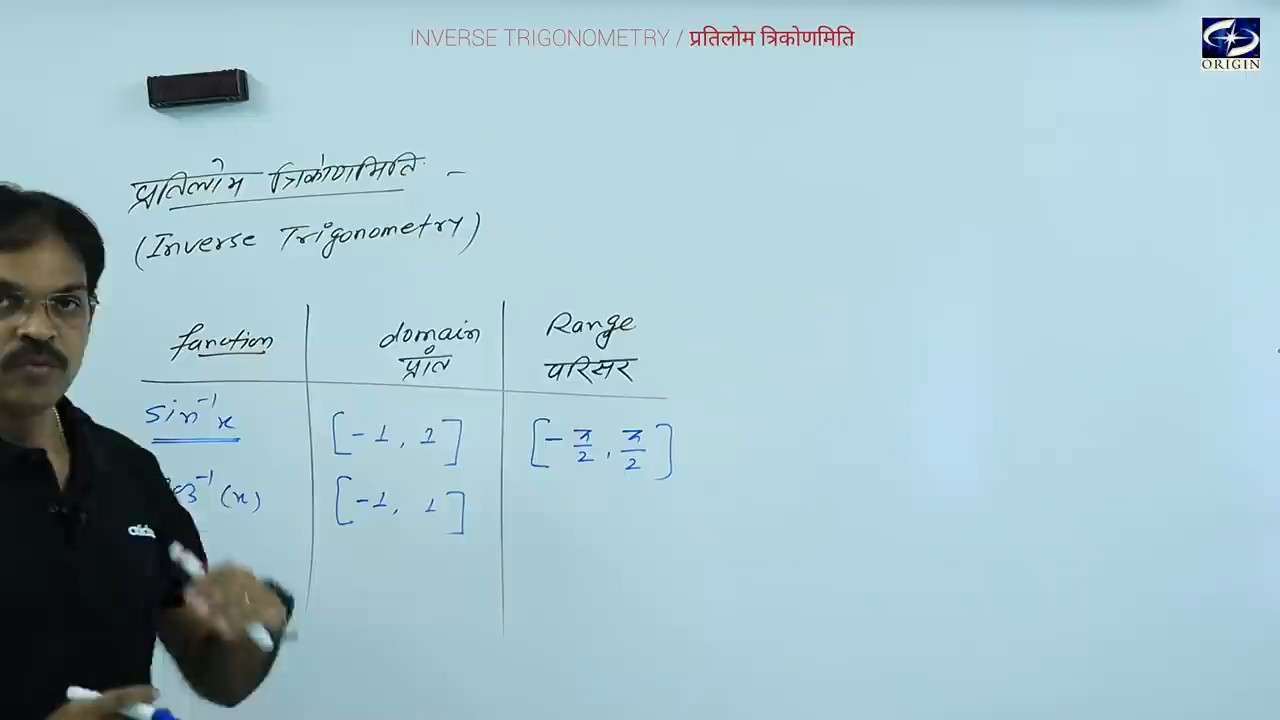 INVERSE TRIGONOMETRY / प्रतिलोम त्रिकोणमिति
ORIGIN
प्रतिलोम त्रिकोणमिति -
(Inverse Trigonometry)
function domain Range
प्रांत परिसर
sin⁻¹x [-1, 1] [-π/2, π/2]
cos⁻¹(x) [-1, 1]